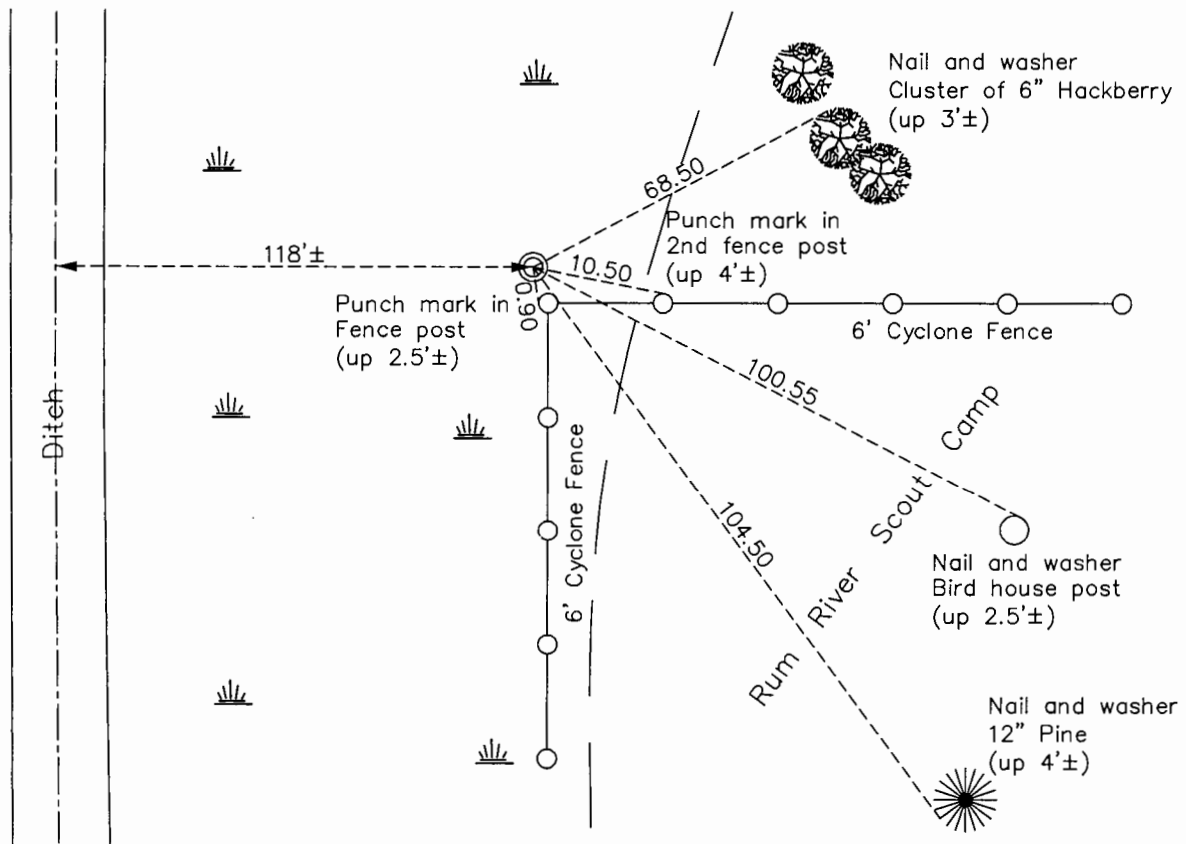 Nail and washer
Cluster of 6" Hackberry
(up 3'±)
68.50
Punch mark in
2nd fence post
(up 4'±)
118'±
10.50
0.90
Punch mark in
Fence post
(up 2.5'±)
6' Cyclone Fence
100.55
Ditch
6' Cyclone Fence
104.50
Rum River Scout Camp
Nail and washer
Bird house post
(up 2.5'±)
Nail and washer
12" Pine
(up 4'±)